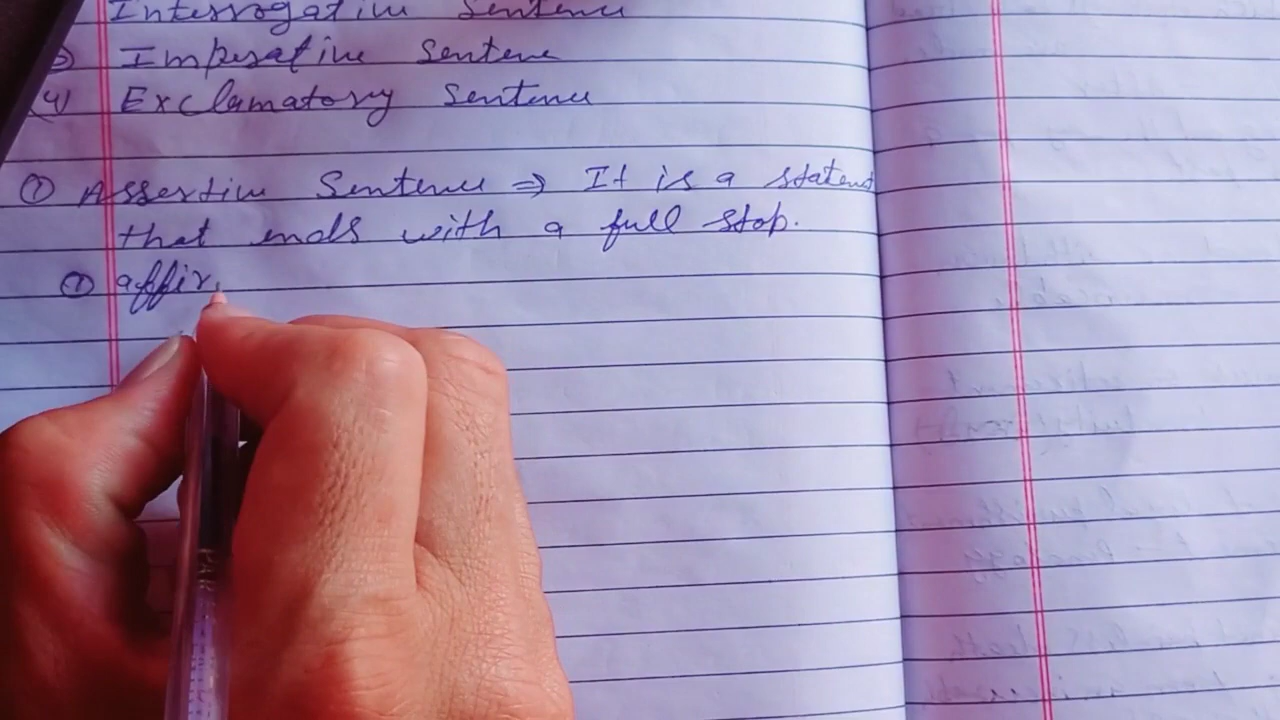 Interrogative Sentence
3) Imperative Sentence
(4) Exclamatory Sentence
① Assertive Sentence ⇒ It is a statement
that ends with a full stop.
① affir